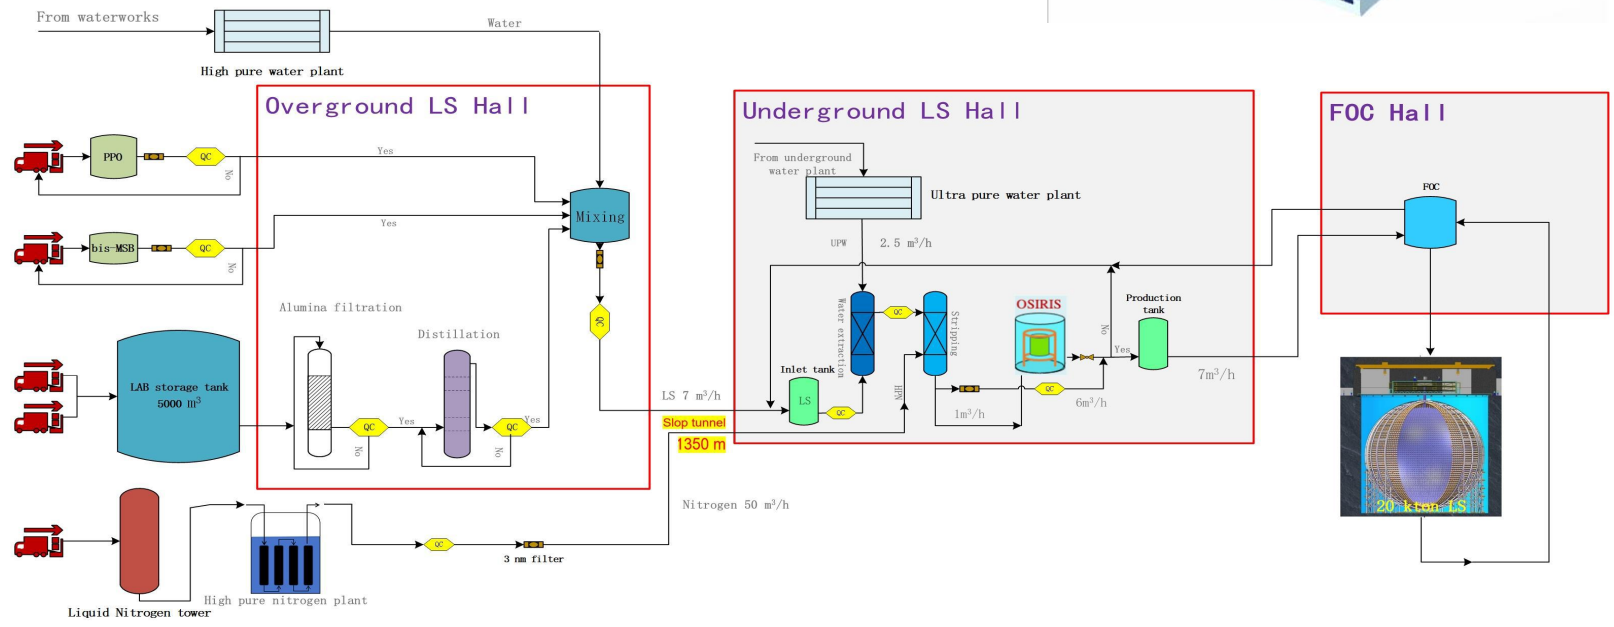 From waterworks
Water
High pure water plant
Overground LS Hall
PPO
QC
Yes
No
bis-MSB
QC
Yes
No
Mixing
QC
Alumina filtration
Distillation
LAB storage tank
5000 m³
QC
Yes
No
QC
Yes
No
LS 7 m³/h
Slop tunnel
1350 m
Nitrogen 50 m³/h
QC
3 nm filter
Liquid Nitrogen tower
High pure nitrogen plant
Underground LS Hall
From underground
water plant
Ultra pure water plant
UPW
2.5 m³/h
Water extraction
QC
Stripping
Inlet tank
LS
QC
HPN
1m³/h
QC
6m³/h
OSIRIS
No
Yes
Production
tank
7m³/h
FOC Hall
FOC
20 kton LS